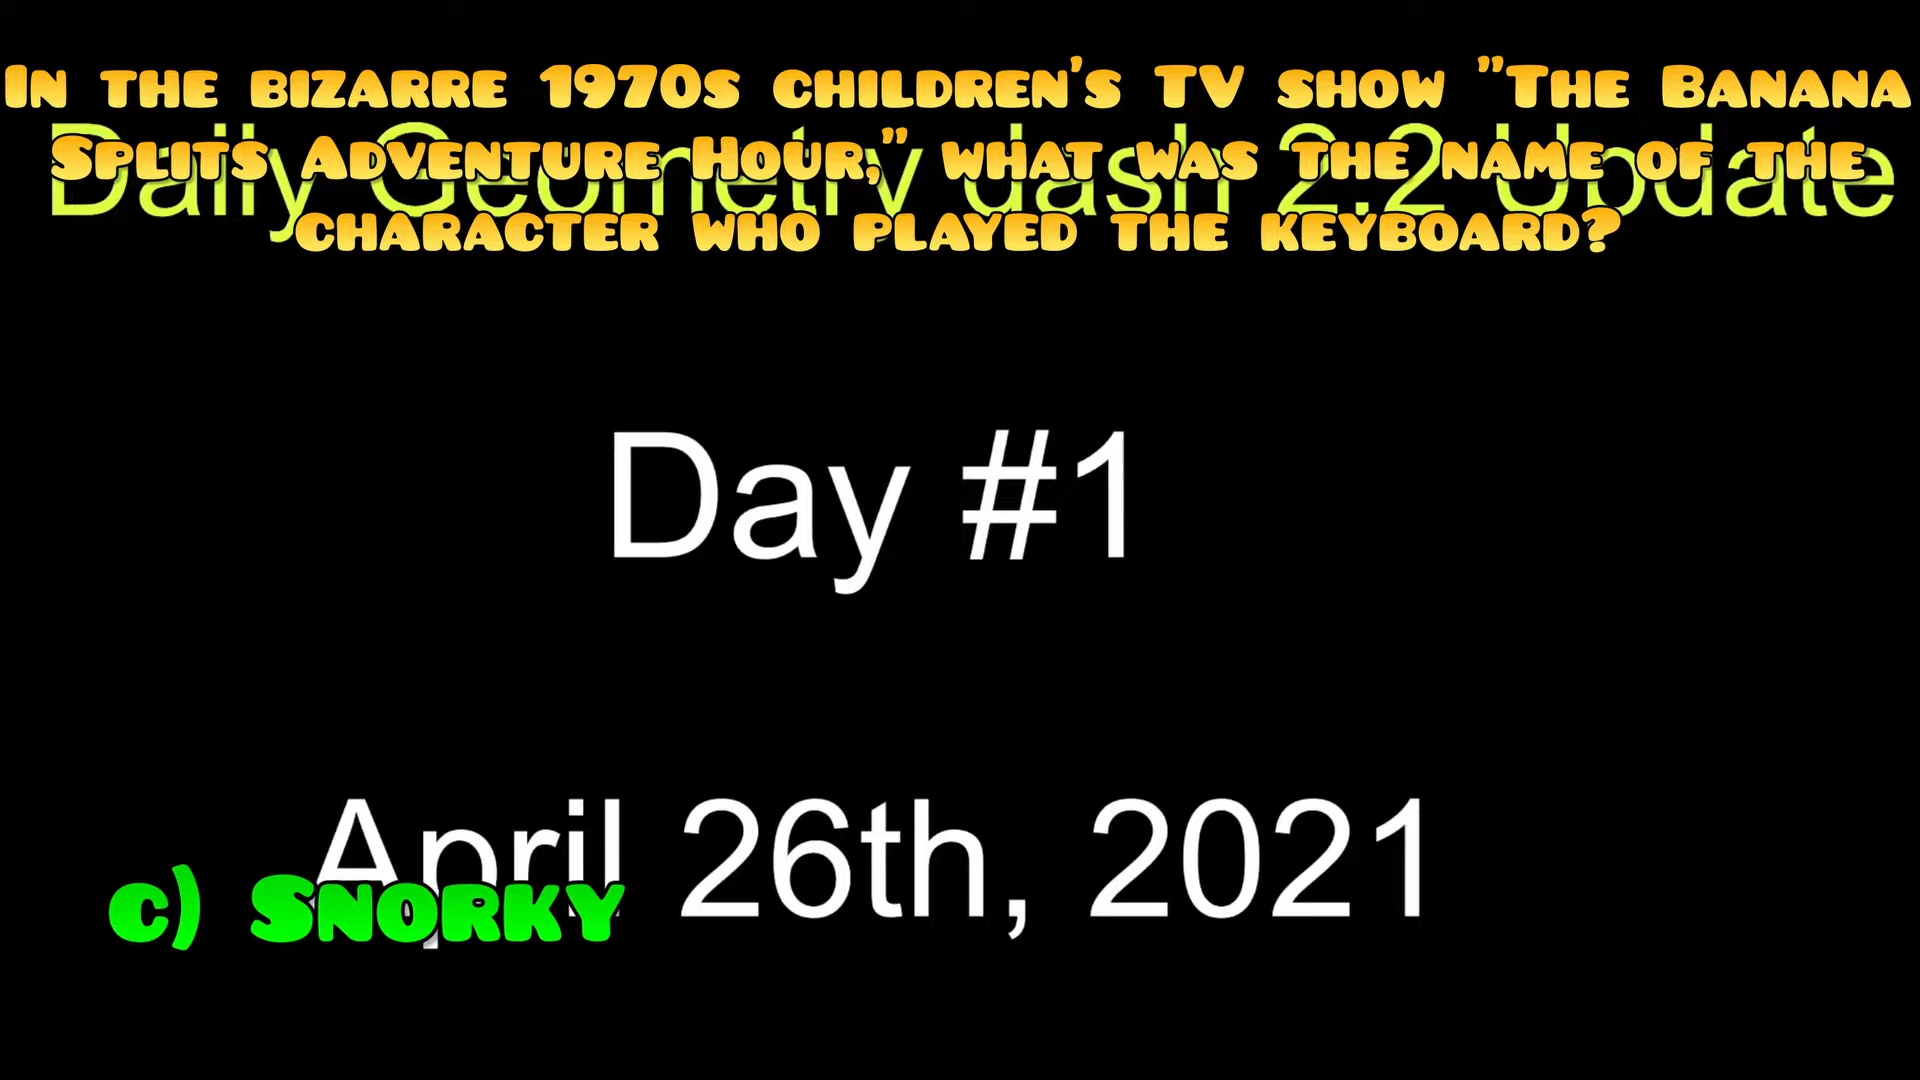 In the bizarre 1970s children's TV show "The Banana
Splits Adventure Hour," what was the name of the
character who played the keyboard?
Daily Geometry dash 2.2 Update
Day #1
April 26th, 2021
c) Snorky